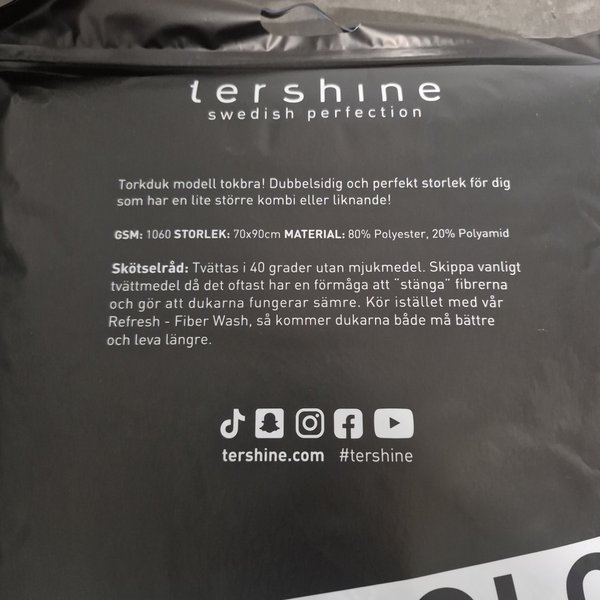 tershine
swedish perfection
Torkduk modell tokbra! Dubbelsidig och perfekt storlek för dig
som har en lite större kombi eller liknande!
GSM: 1060 STORLEK: 70x90cm MATERIAL: 80% Polyester, 20% Polyamid
Skötselråd: Tvättas i 40 grader utan mjukmedel. Skippa vanligt
tvättmedel då det oftast har en förmåga att "stänga" fibrerna
och gör att dukarna fungerar sämre. Kör istället med vår
Refresh - Fiber Wash, så kommer dukarna både må bättre
och leva längre.
tershine.com #tershine